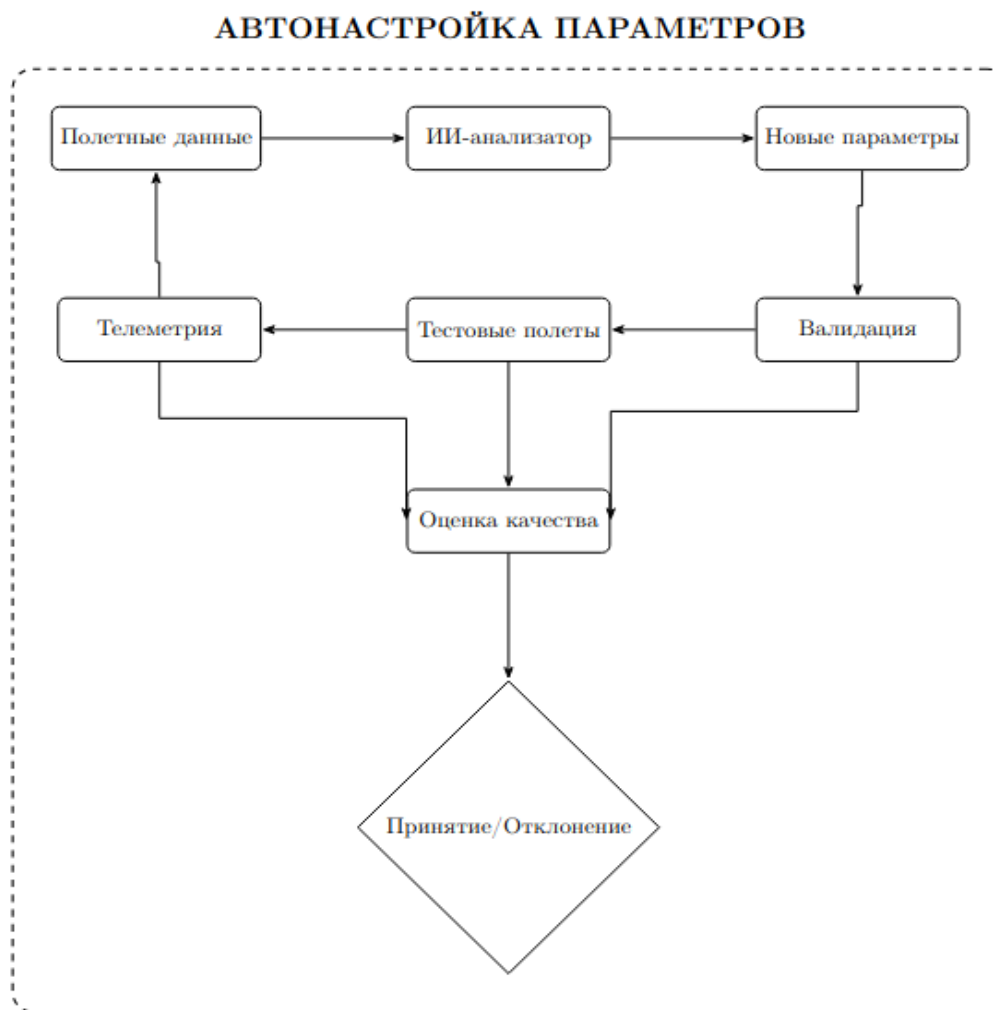 АВТОНАСТРОЙКА ПАРАМЕТРОВ
Полетные данные
ИИ-анализатор
Новые параметры
Телеметрия
Тестовые полеты
Валидация
Оценка качества
Принятие/Отклонение